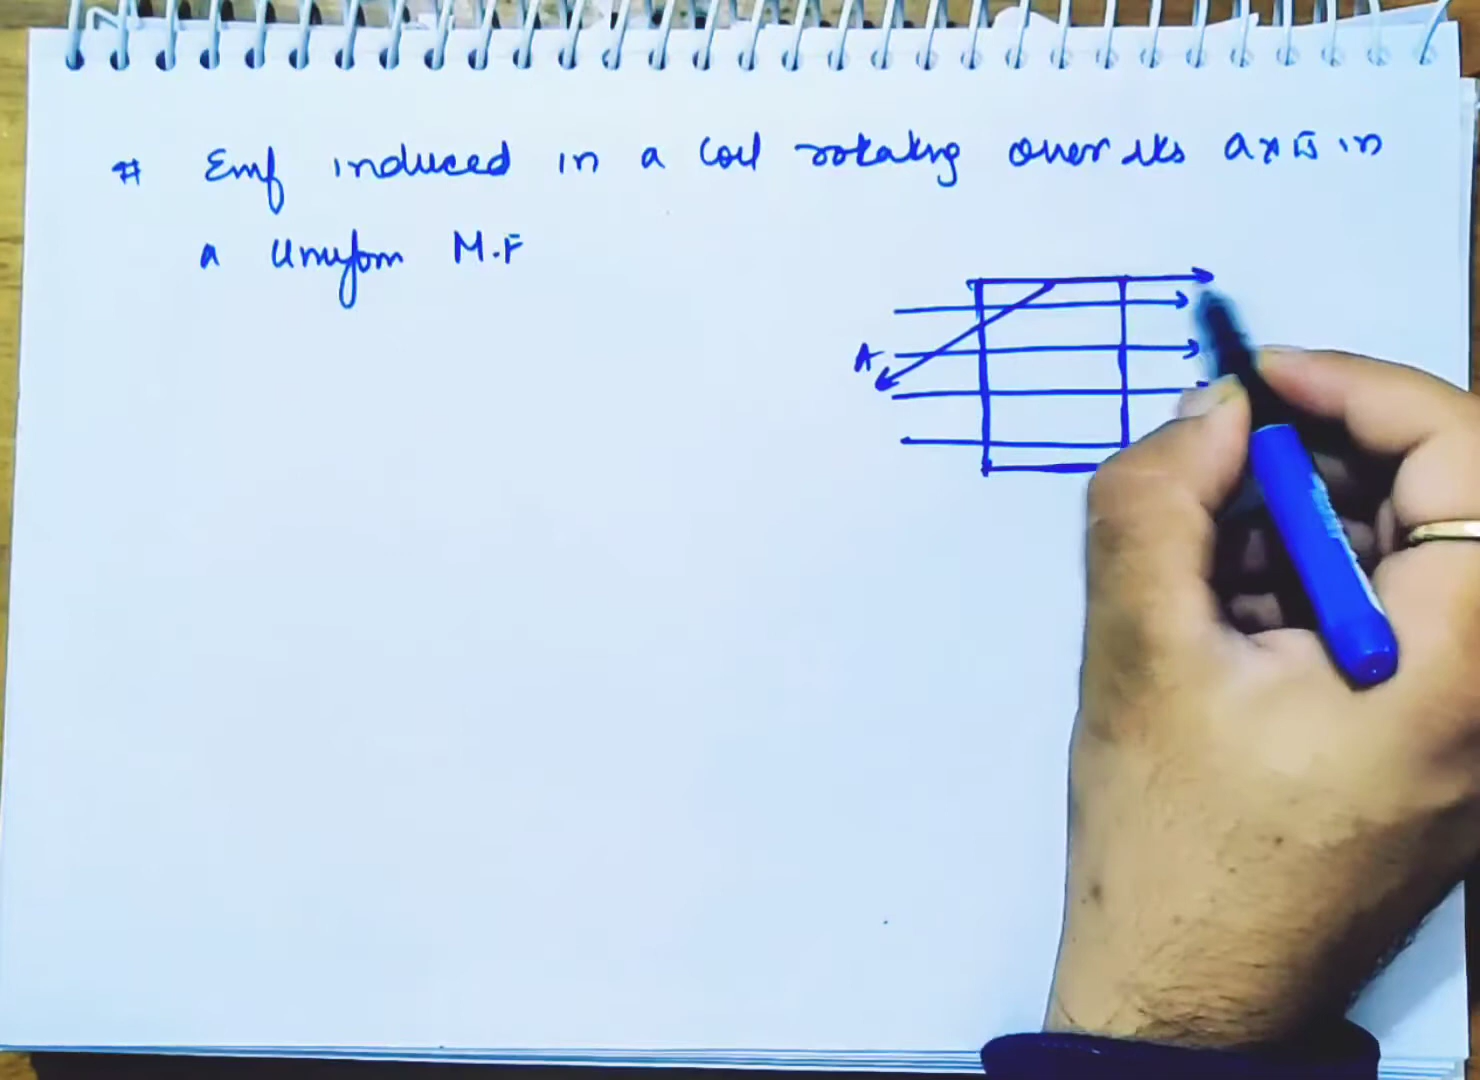 # Emf induced in a coil rotating over its axis in
a Uniform M.F
A